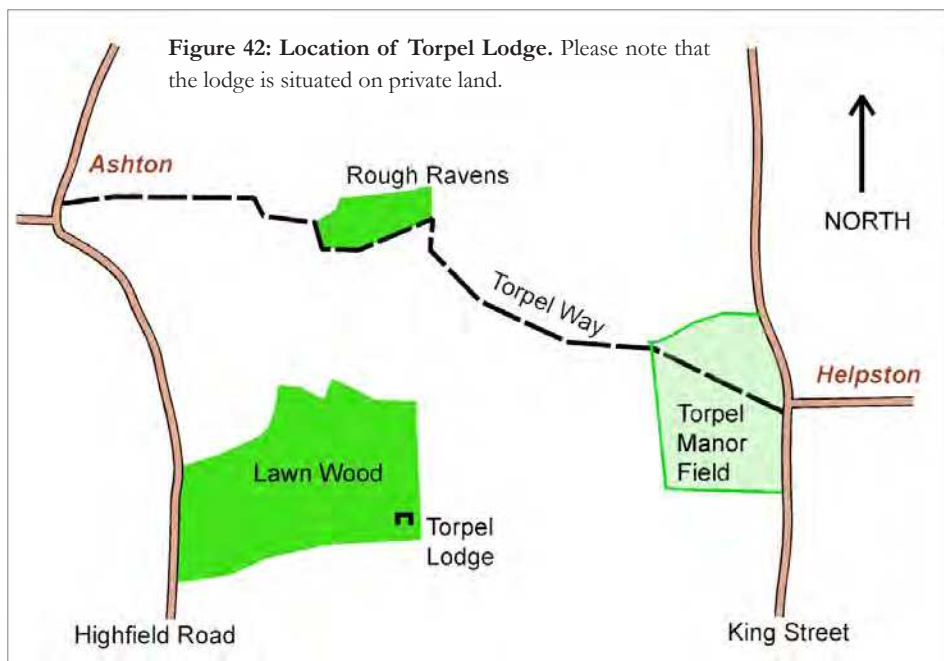 Figure 42: Location of Torpel Lodge. Please note that
the lodge is situated on private land.
Ashton
Rough Ravens
NORTH
Torpel Way
Helpston
Torpel
Manor
Field
Lawn Wood
Torpel
Lodge
Highfield Road
King Street